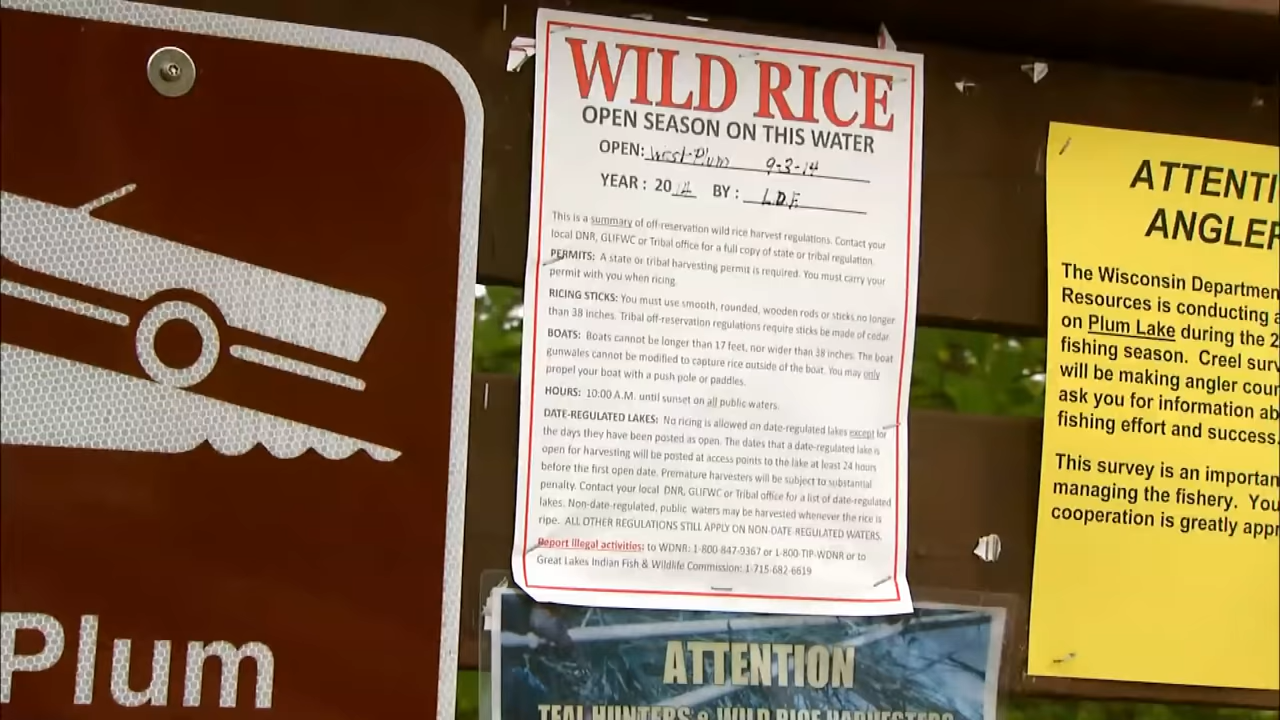 Plum
WILD RICE
OPEN SEASON ON THIS WATER
OPEN: West Plum 9-3-14
YEAR: 2014 BY: L.D.F.
This is a summary of off-reservation wild rice harvest regulations. Contact your
local DNR, GLIFWC or Tribal office for a full copy of state or tribal regulation.
PERMITS: A state or tribal harvesting permit is required. You must carry your
permit with you when ricing.
RICING STICKS: You must use smooth, rounded, wooden rods or sticks no longer
than 38 inches. Tribal off-reservation regulations require sticks be made of cedar
BOATS: Boats cannot be longer than 17 feet, nor wider than 38 inches. The boat
gunwales cannot be modified to capture rice outside of the boat. You may only
propel your boat with a push pole or paddles.
HOURS: 10:00 A.M. until sunset on all public waters.
DATE-REGULATED LAKES: No ricing is allowed on date-regulated lakes except for
the days they have been posted as open. The dates that a date-regulated lake is
open for harvesting will be posted at access points to the lake at least 24 hours
before the first open date. Premature harvesters will be subject to substantial
penalty. Contact your local DNR, GLIFWC or Tribal office for a list of date-regulated
lakes. Non-date-regulated, public waters may be harvested whenever the rice is
ripe. ALL OTHER REGULATIONS STILL APPLY ON NON-DATE-REGULATED WATERS.
Report illegal activities: to WDNR: 1-800-847-9367 or 1-800-TIP-WDNR or to
Great Lakes Indian Fish & Wildlife Commission: 1-715-682-6619
ATTENTION
TEAL HUNTERS & WILD RICE HARVESTERS
ATTENTI
ANGLER
The Wisconsin Departmen
Resources is conducting a
on Plum Lake during the 2
fishing season. Creel surv
will be making angler coun
ask you for information ab
fishing effort and success.
This survey is an importan
managing the fishery. You
cooperation is greatly appr